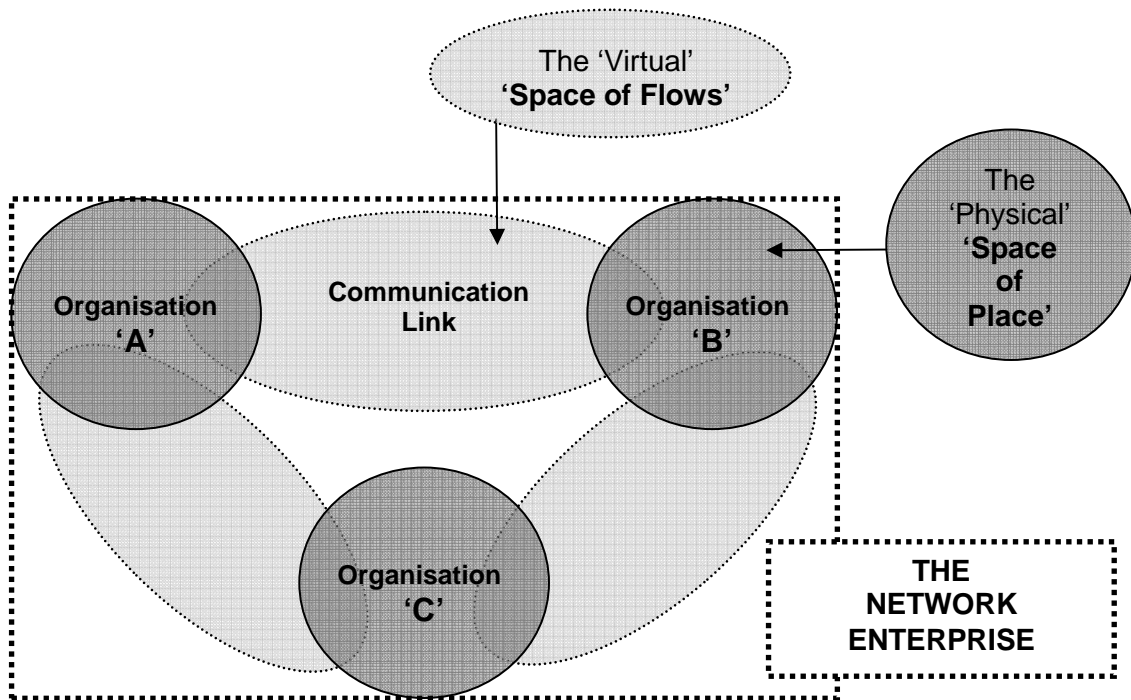 The ‘Virtual’
‘Space of Flows’
The
‘Physical’
‘Space
of
Place’
Organisation
‘A’
Communication
Link
Organisation
‘B’
Organisation
‘C’
THE
NETWORK
ENTERPRISE